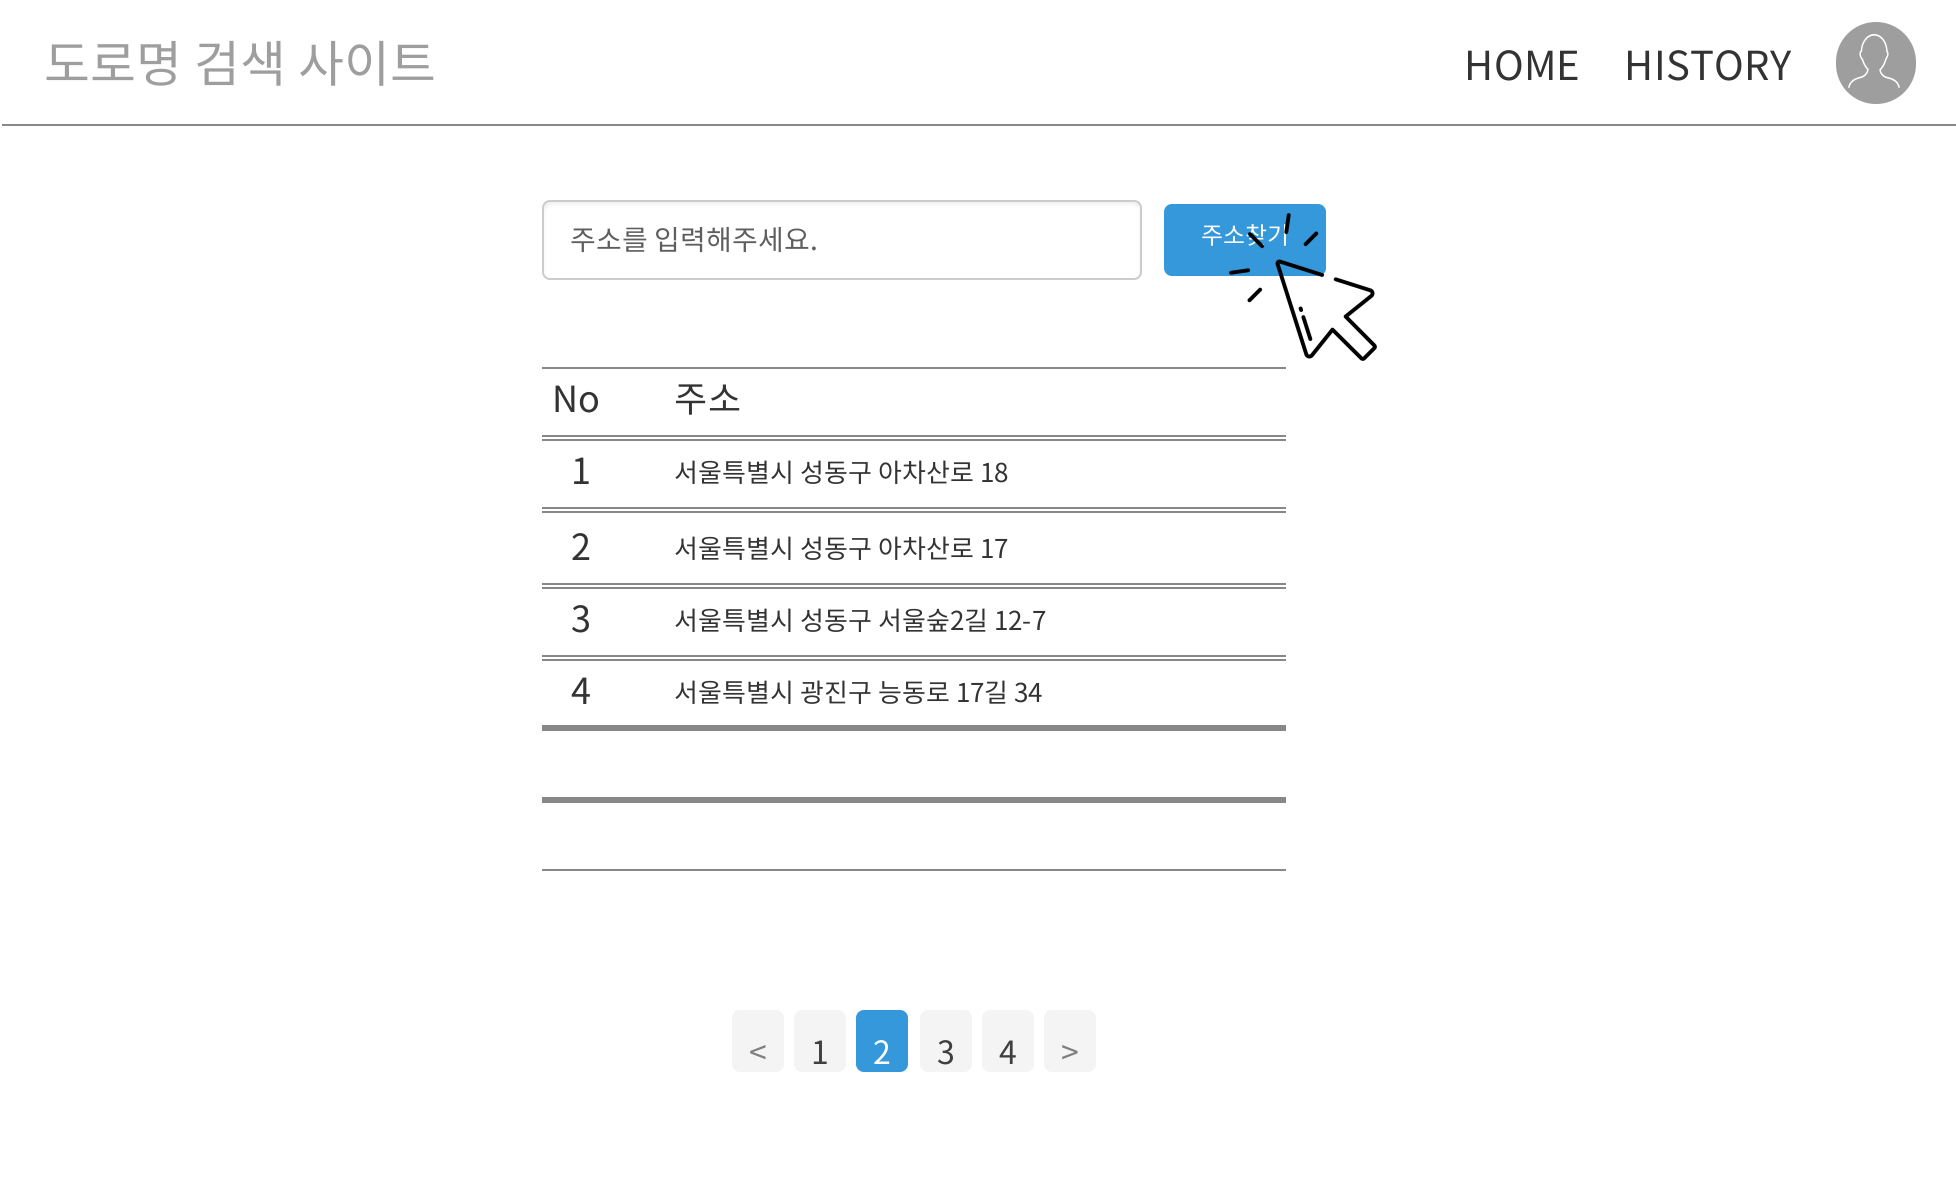 도로명 검색 사이트
HOME HISTORY
주소를 입력해주세요.
주소찾기
No 주소
1 서울특별시 성동구 아차산로 18
2 서울특별시 성동구 아차산로 17
3 서울특별시 성동구 서울숲2길 12-7
4 서울특별시 광진구 능동로 17길 34
< 1 2 3 4 >